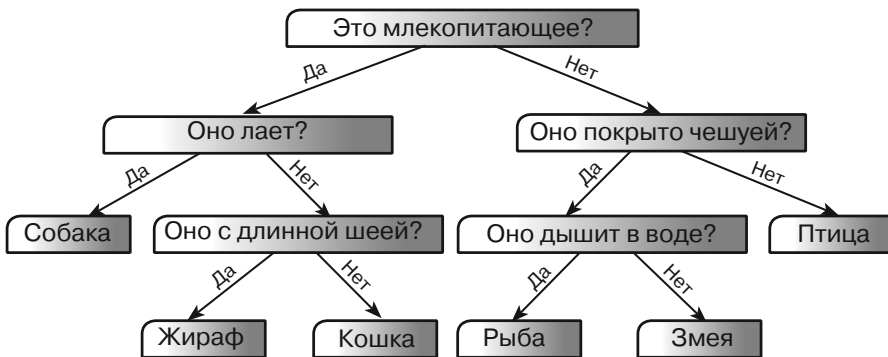 Это млекопитающее?
Да
Нет
Оно лает?
Оно покрыто чешуей?
Да
Нет
Да
Нет
Собака
Оно с длинной шеей?
Оно дышит в воде?
Птица
Да
Нет
Да
Нет
Жираф
Кошка
Рыба
Змея